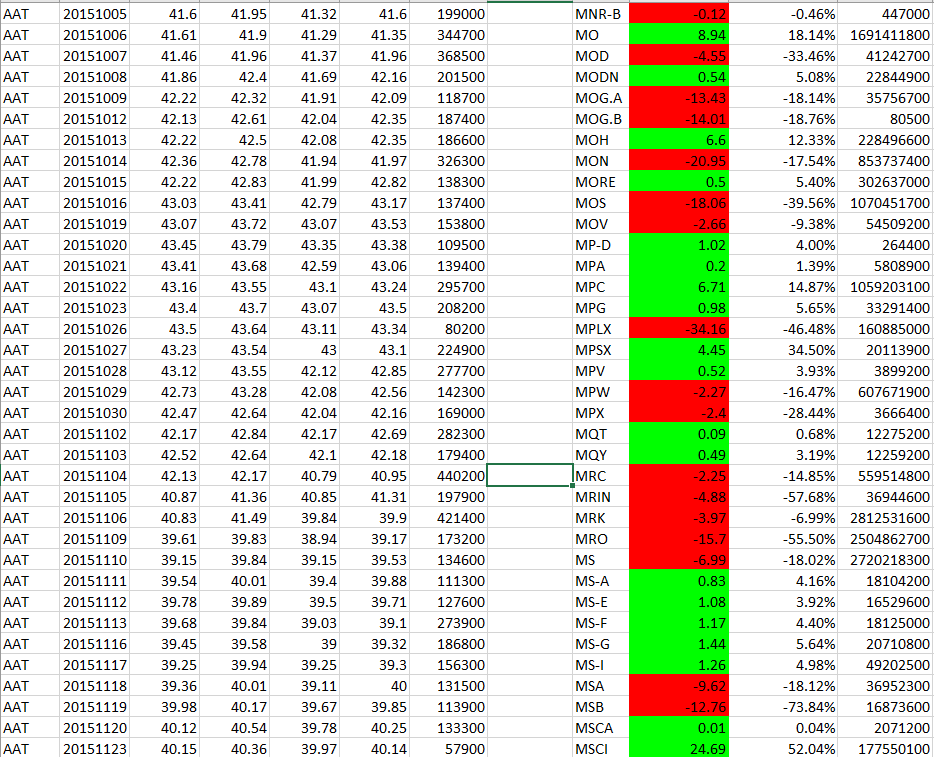 AAT 20151005 41.6 41.95 41.32 41.6 199000 MNR-B -0.12 -0.46% 447000
AAT 20151006 41.61 41.9 41.29 41.35 344700 MO 8.94 18.14% 1691411800
AAT 20151007 41.46 41.96 41.37 41.96 368500 MOD -4.55 -33.46% 41242700
AAT 20151008 41.86 42.4 41.69 42.16 201500 MODN 0.54 5.08% 22844900
AAT 20151009 42.22 42.32 41.91 42.09 118700 MOG.A -13.43 -18.14% 35756700
AAT 20151012 42.13 42.61 42.04 42.35 187400 MOG.B -14.01 -18.76% 80500
AAT 20151013 42.22 42.5 42.08 42.35 186600 MOH 6.6 12.33% 228496600
AAT 20151014 42.36 42.78 41.94 41.97 326300 MON -20.95 -17.54% 853737400
AAT 20151015 42.22 42.83 41.99 42.82 138300 MORE 0.5 5.40% 302637000
AAT 20151016 43.03 43.41 42.79 43.17 137400 MOS -18.06 -39.56% 1070451700
AAT 20151019 43.07 43.72 43.07 43.53 153800 MOV -2.66 -9.38% 54509200
AAT 20151020 43.45 43.79 43.35 43.38 109500 MP-D 1.02 4.00% 264400
AAT 20151021 43.41 43.68 42.59 43.06 139400 MPA 0.2 1.39% 5808900
AAT 20151022 43.16 43.55 43.1 43.24 295700 MPC 6.71 14.87% 1059203100
AAT 20151023 43.4 43.7 43.07 43.5 208200 MPG 0.98 5.65% 33291400
AAT 20151026 43.5 43.64 43.11 43.34 80200 MPLX -34.16 -46.48% 160885000
AAT 20151027 43.23 43.54 43 43.1 224900 MPSX 4.45 34.50% 20113900
AAT 20151028 43.12 43.55 42.12 42.85 277700 MPV 0.52 3.93% 3899200
AAT 20151029 42.73 43.28 42.08 42.56 142300 MPW -2.27 -16.47% 607671900
AAT 20151030 42.47 42.64 42.04 42.16 169000 MPX -2.4 -28.44% 3666400
AAT 20151102 42.17 42.84 42.17 42.69 282300 MQT 0.09 0.68% 12275200
AAT 20151103 42.52 42.64 42.1 42.18 179400 MQY 0.49 3.19% 12259200
AAT 20151104 42.13 42.17 40.79 40.95 440200 MRC -2.25 -14.85% 559514800
AAT 20151105 40.87 41.36 40.85 41.31 197900 MRIN -4.88 -57.68% 36944600
AAT 20151106 40.83 41.49 39.84 39.9 421400 MRK -3.97 -6.99% 2812531600
AAT 20151109 39.61 39.83 38.94 39.17 173200 MRO -15.7 -55.50% 2504862700
AAT 20151110 39.15 39.84 39.15 39.53 134600 MS -6.99 -18.02% 2720218300
AAT 20151111 39.54 40.01 39.4 39.88 111300 MS-A 0.83 4.16% 18104200
AAT 20151112 39.78 39.89 39.5 39.71 127600 MS-E 1.08 3.92% 16529600
AAT 20151113 39.68 39.84 39.03 39.1 273900 MS-F 1.17 4.40% 18125000
AAT 20151116 39.45 39.58 39 39.32 186800 MS-G 1.44 5.64% 20710800
AAT 20151117 39.25 39.94 39.25 39.3 156300 MS-I 1.26 4.98% 49202500
AAT 20151118 39.36 40.01 39.11 40 131500 MSA -9.62 -18.12% 36952300
AAT 20151119 39.98 40.17 39.67 39.85 113900 MSB -12.76 -73.84% 16873600
AAT 20151120 40.12 40.54 39.78 40.25 133300 MSCA 0.01 0.04% 2071200
AAT 20151123 40.15 40.36 39.97 40.14 57900 MSCI 24.69 52.04% 177550100